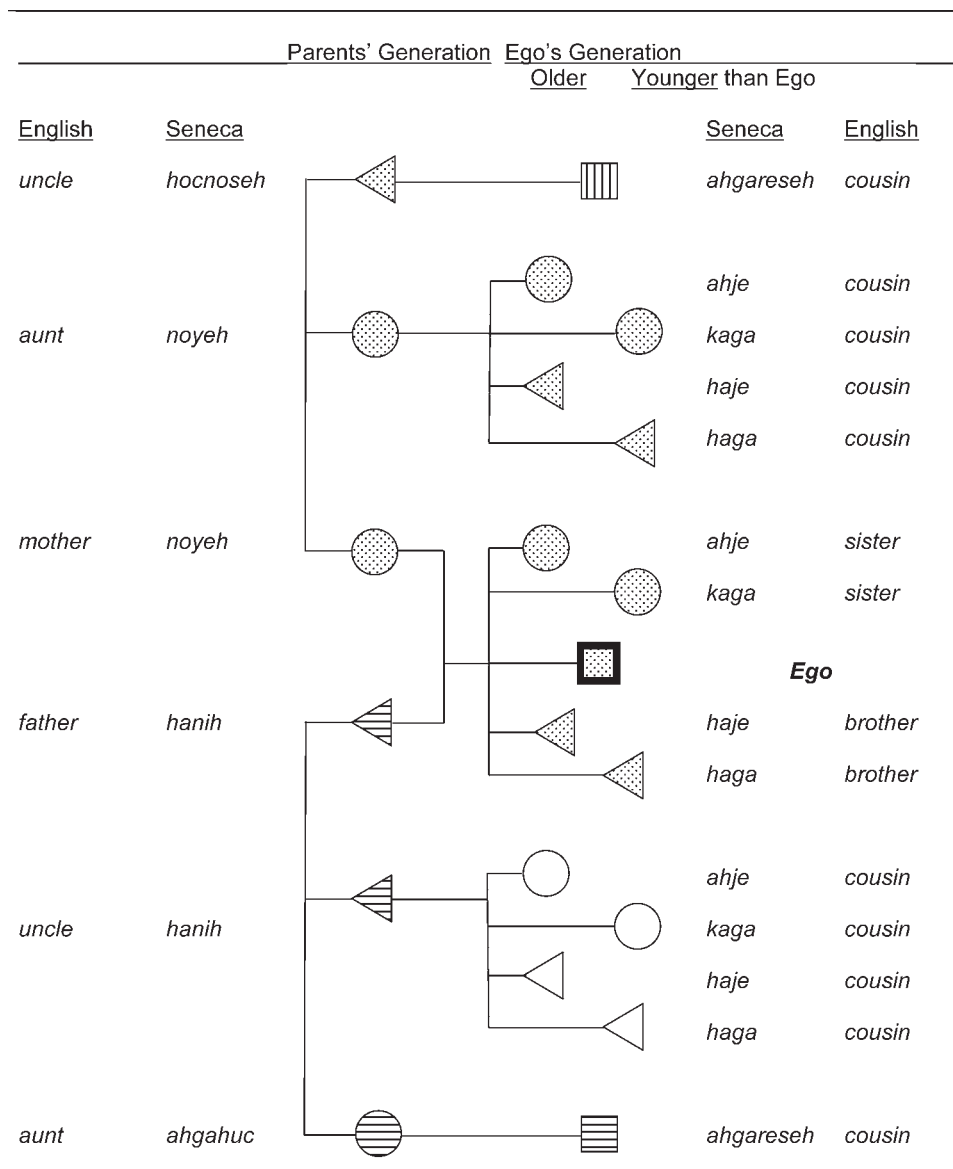 Parents' Generation Ego's Generation
Older Younger than Ego
English Seneca Seneca English
uncle hocnoseh ahgareseh cousin
ahje cousin
aunt noyeh kaga cousin
haje cousin
haga cousin
mother noyeh ahje sister
kaga sister
Ego
father hanih haje brother
haga brother
ahje cousin
uncle hanih kaga cousin
haje cousin
haga cousin
aunt ahgahuc ahgareseh cousin